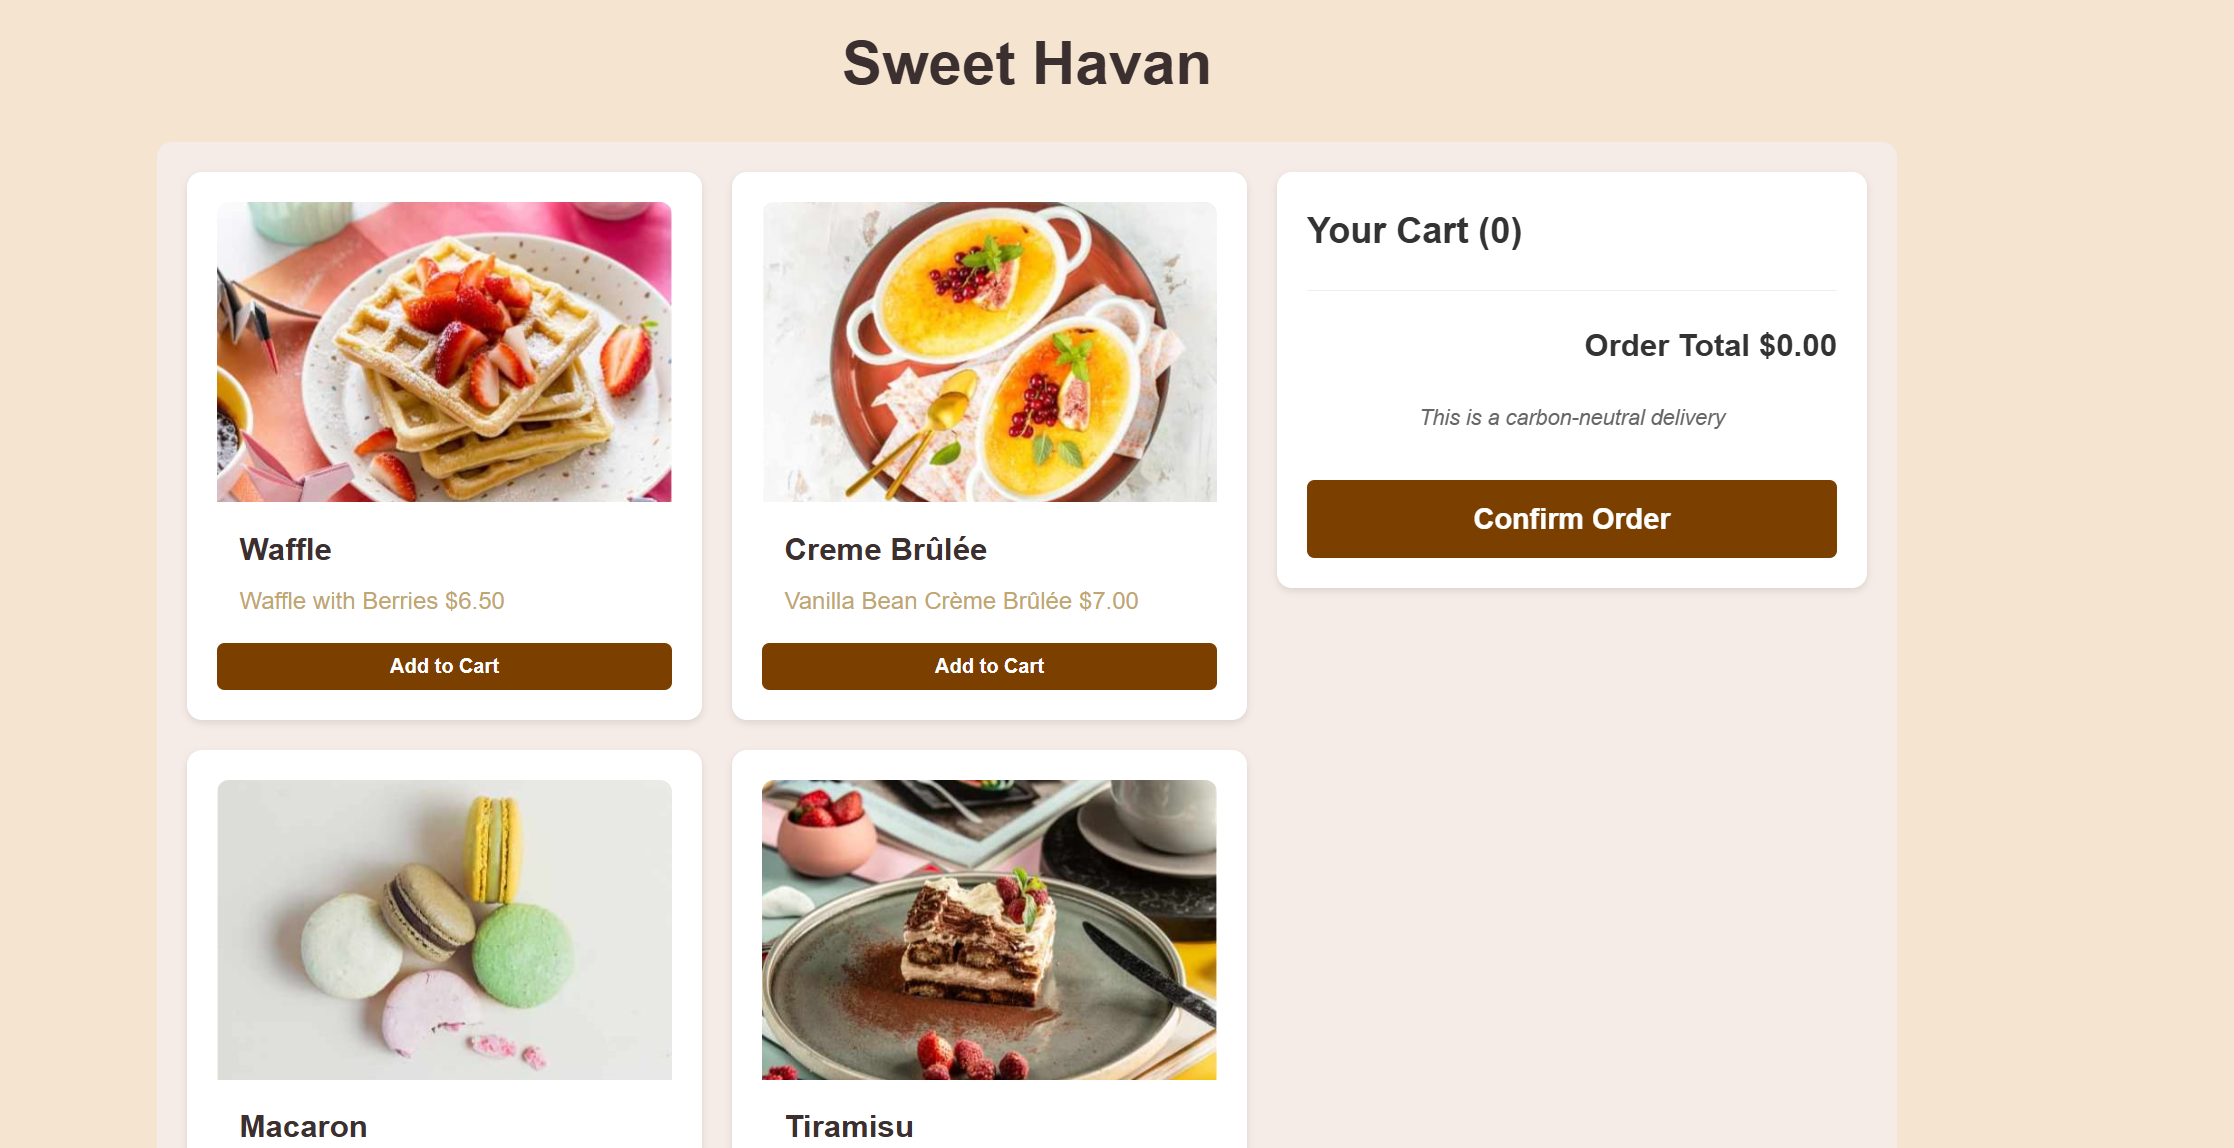 Sweet Havan
Waffle
Waffle with Berries $6.50
Add to Cart
Creme Brûlée
Vanilla Bean Crème Brûlée $7.00
Add to Cart
Your Cart (0)
Order Total $0.00
This is a carbon-neutral delivery
Confirm Order
Macaron
Tiramisu